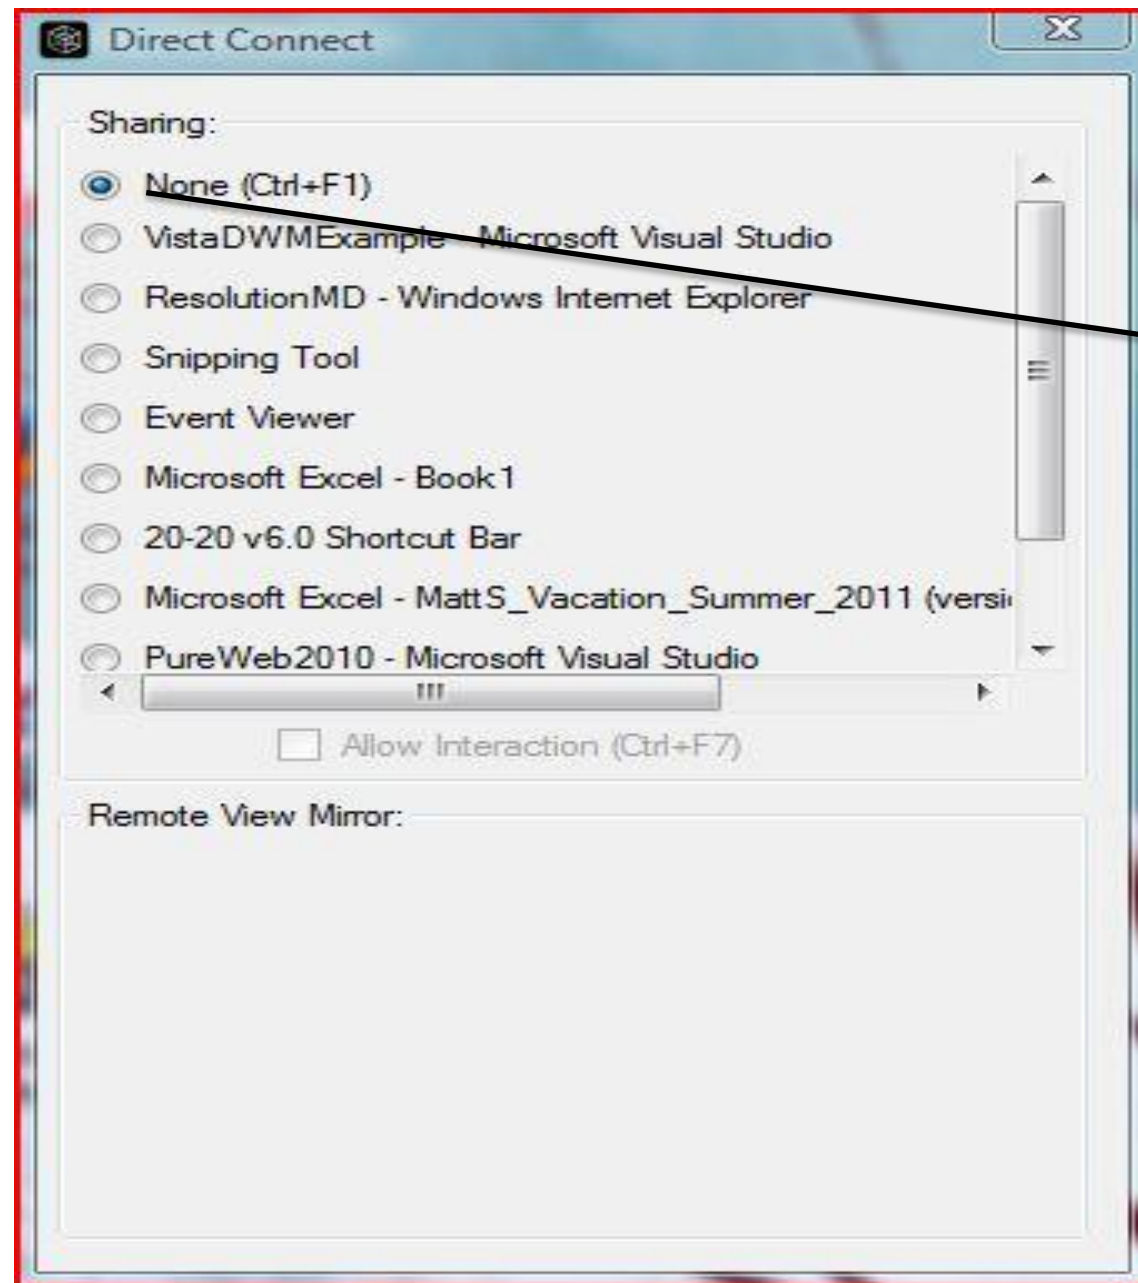 Direct Connect
Sharing:
None (Ctrl+F1)
VistaDWMExample - Microsoft Visual Studio
ResolutionMD - Windows Internet Explorer
Snipping Tool
Event Viewer
Microsoft Excel - Book1
20-20 v6.0 Shortcut Bar
Microsoft Excel - MattS_Vacation_Summer_2011 (versi
PureWeb2010 - Microsoft Visual Studio
Allow Interaction (Ctrl+F7)
Remote View Mirror: